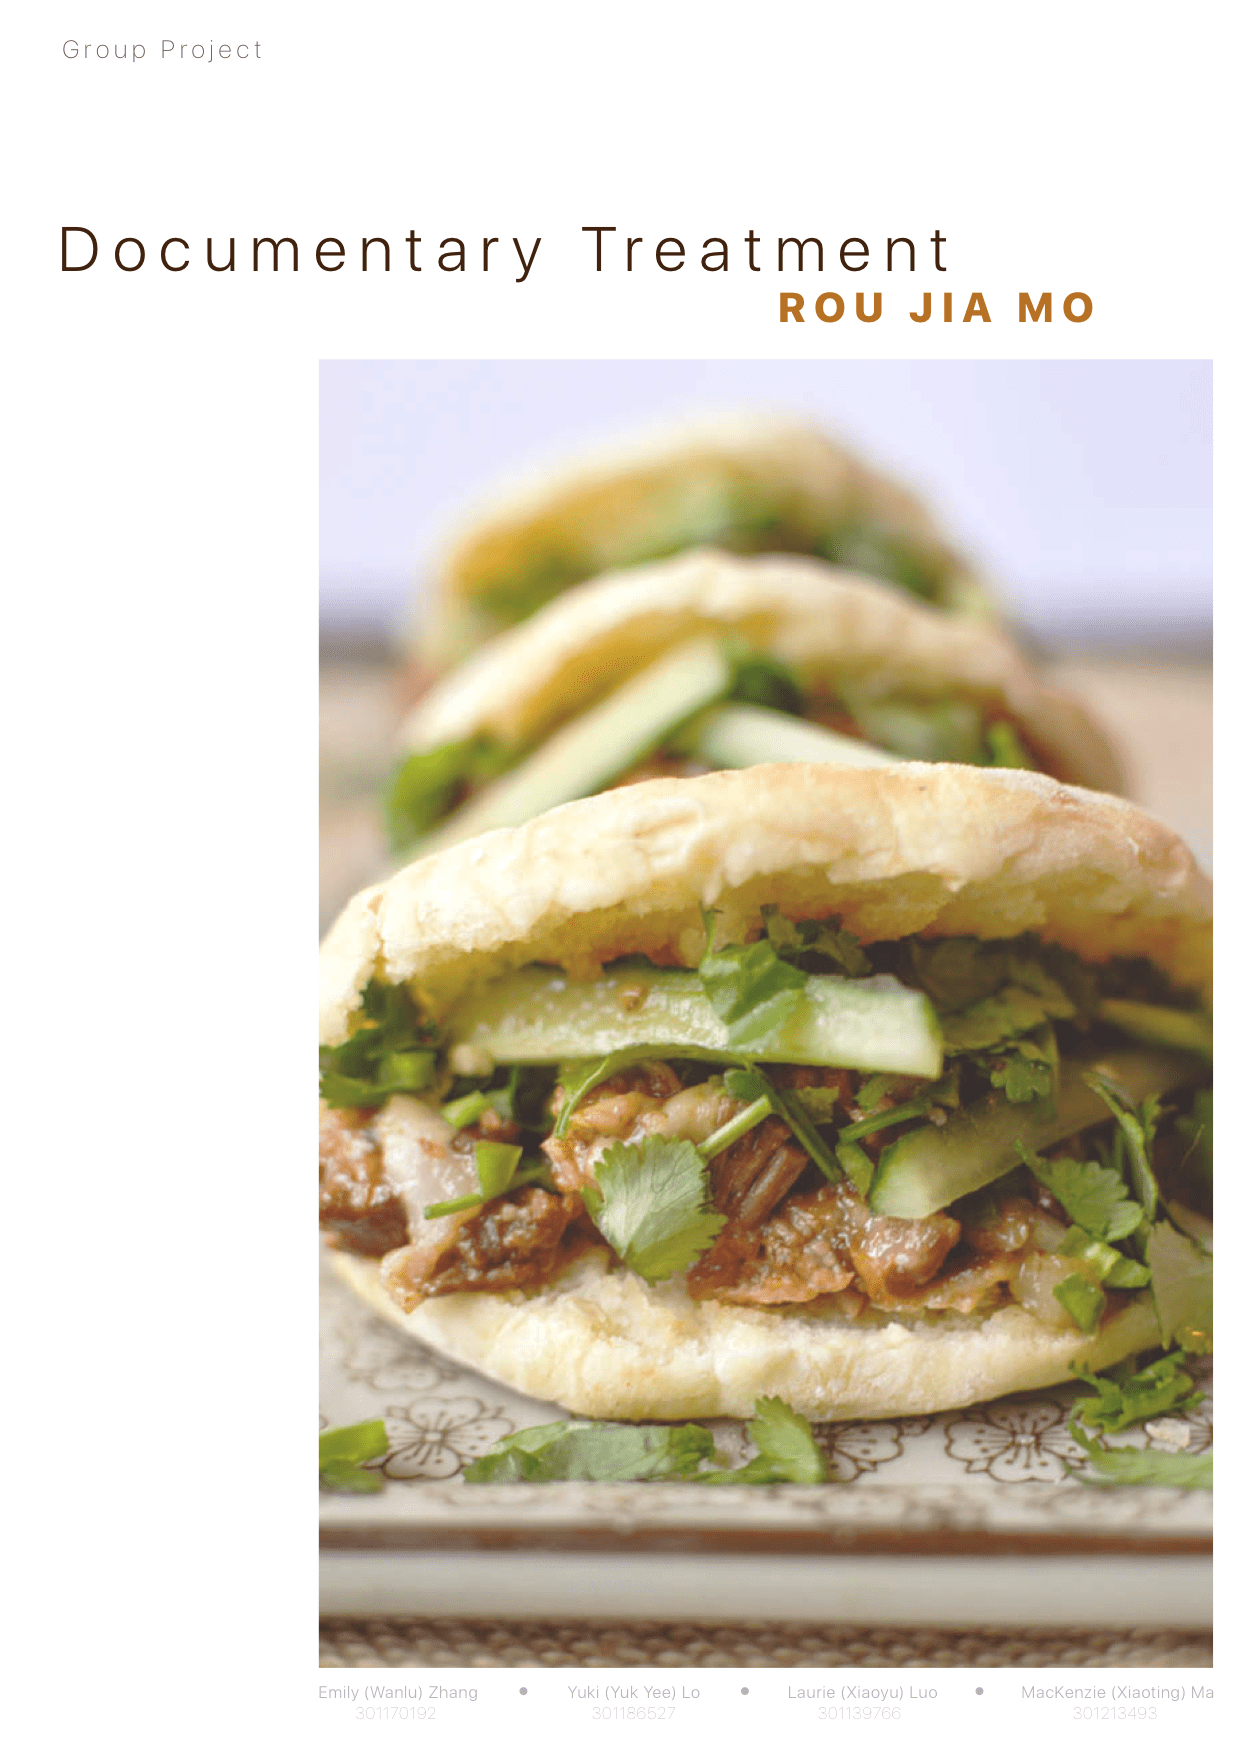 Group Project
Documentary Treatment
ROU JIA MO
Emily (Wanlu) Zhang • Yuki (Yuk Yee) Lo • Laurie (Xiaoyu) Luo • MacKenzie (Xiaoting) Ma
301170192 301186527 301139766 301213493